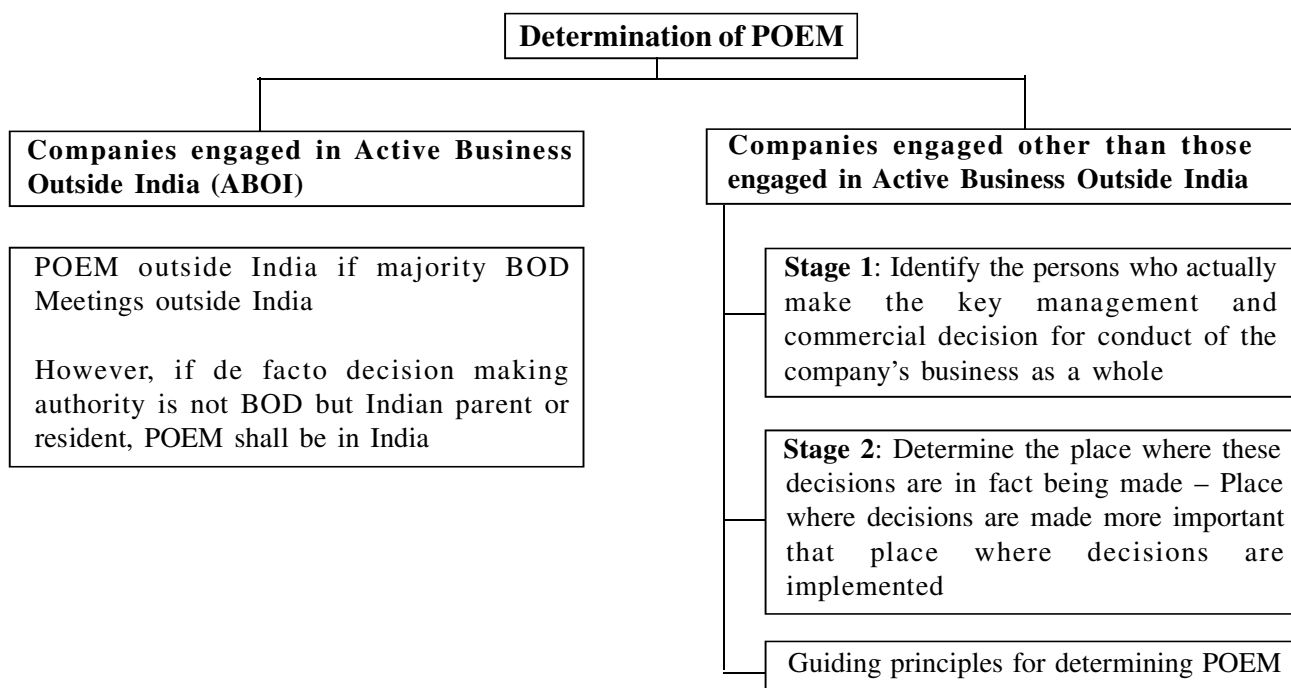 Determination of POEM
Companies engaged in Active Business
Outside India (ABOI)
POEM outside India if majority BOD
Meetings outside India
However, if de facto decision making
authority is not BOD but Indian parent or
resident, POEM shall be in India
Companies engaged other than those
engaged in Active Business Outside India
Stage 1: Identify the persons who actually
make the key management and
commercial decision for conduct of the
company's business as a whole
Stage 2: Determine the place where these
decisions are in fact being made – Place
where decisions are made more important
that place where decisions are
implemented
Guiding principles for determining POEM